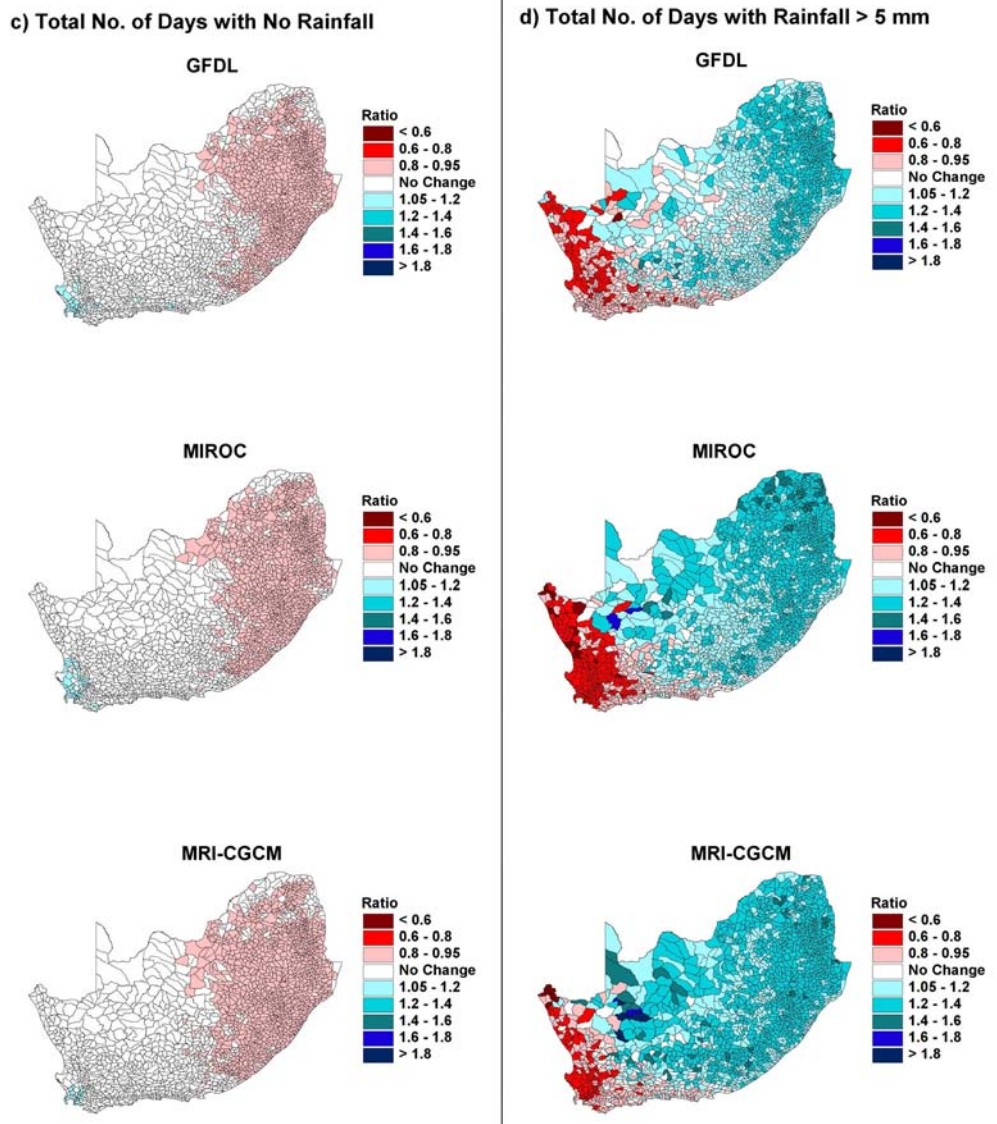 c) Total No. of Days with No Rainfall
GFDL
Ratio
< 0.6
0.6 - 0.8
0.8 - 0.95
No Change
1.05 - 1.2
1.2 - 1.4
1.4 - 1.6
1.6 - 1.8
> 1.8
MIROC
Ratio
< 0.6
0.6 - 0.8
0.8 - 0.95
No Change
1.05 - 1.2
1.2 - 1.4
1.4 - 1.6
1.6 - 1.8
> 1.8
MRI-CGCM
Ratio
< 0.6
0.6 - 0.8
0.8 - 0.95
No Change
1.05 - 1.2
1.2 - 1.4
1.4 - 1.6
1.6 - 1.8
> 1.8
d) Total No. of Days with Rainfall > 5 mm
GFDL
Ratio
< 0.6
0.6 - 0.8
0.8 - 0.95
No Change
1.05 - 1.2
1.2 - 1.4
1.4 - 1.6
1.6 - 1.8
> 1.8
MIROC
Ratio
< 0.6
0.6 - 0.8
0.8 - 0.95
No Change
1.05 - 1.2
1.2 - 1.4
1.4 - 1.6
1.6 - 1.8
> 1.8
MRI-CGCM
Ratio
< 0.6
0.6 - 0.8
0.8 - 0.95
No Change
1.05 - 1.2
1.2 - 1.4
1.4 - 1.6
1.6 - 1.8
> 1.8